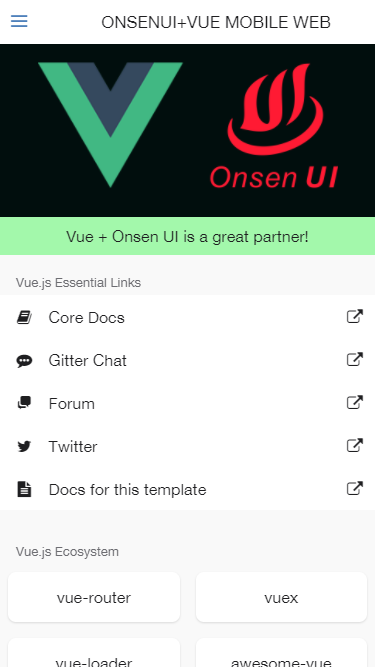 ONSENUI+VUE MOBILE WEB
Onsen UI
Vue + Onsen UI is a great partner!
Vue.js Essential Links
Core Docs
Gitter Chat
Forum
Twitter
Docs for this template
Vue.js Ecosystem
vue-router vuex
vue-loader awesome-vue